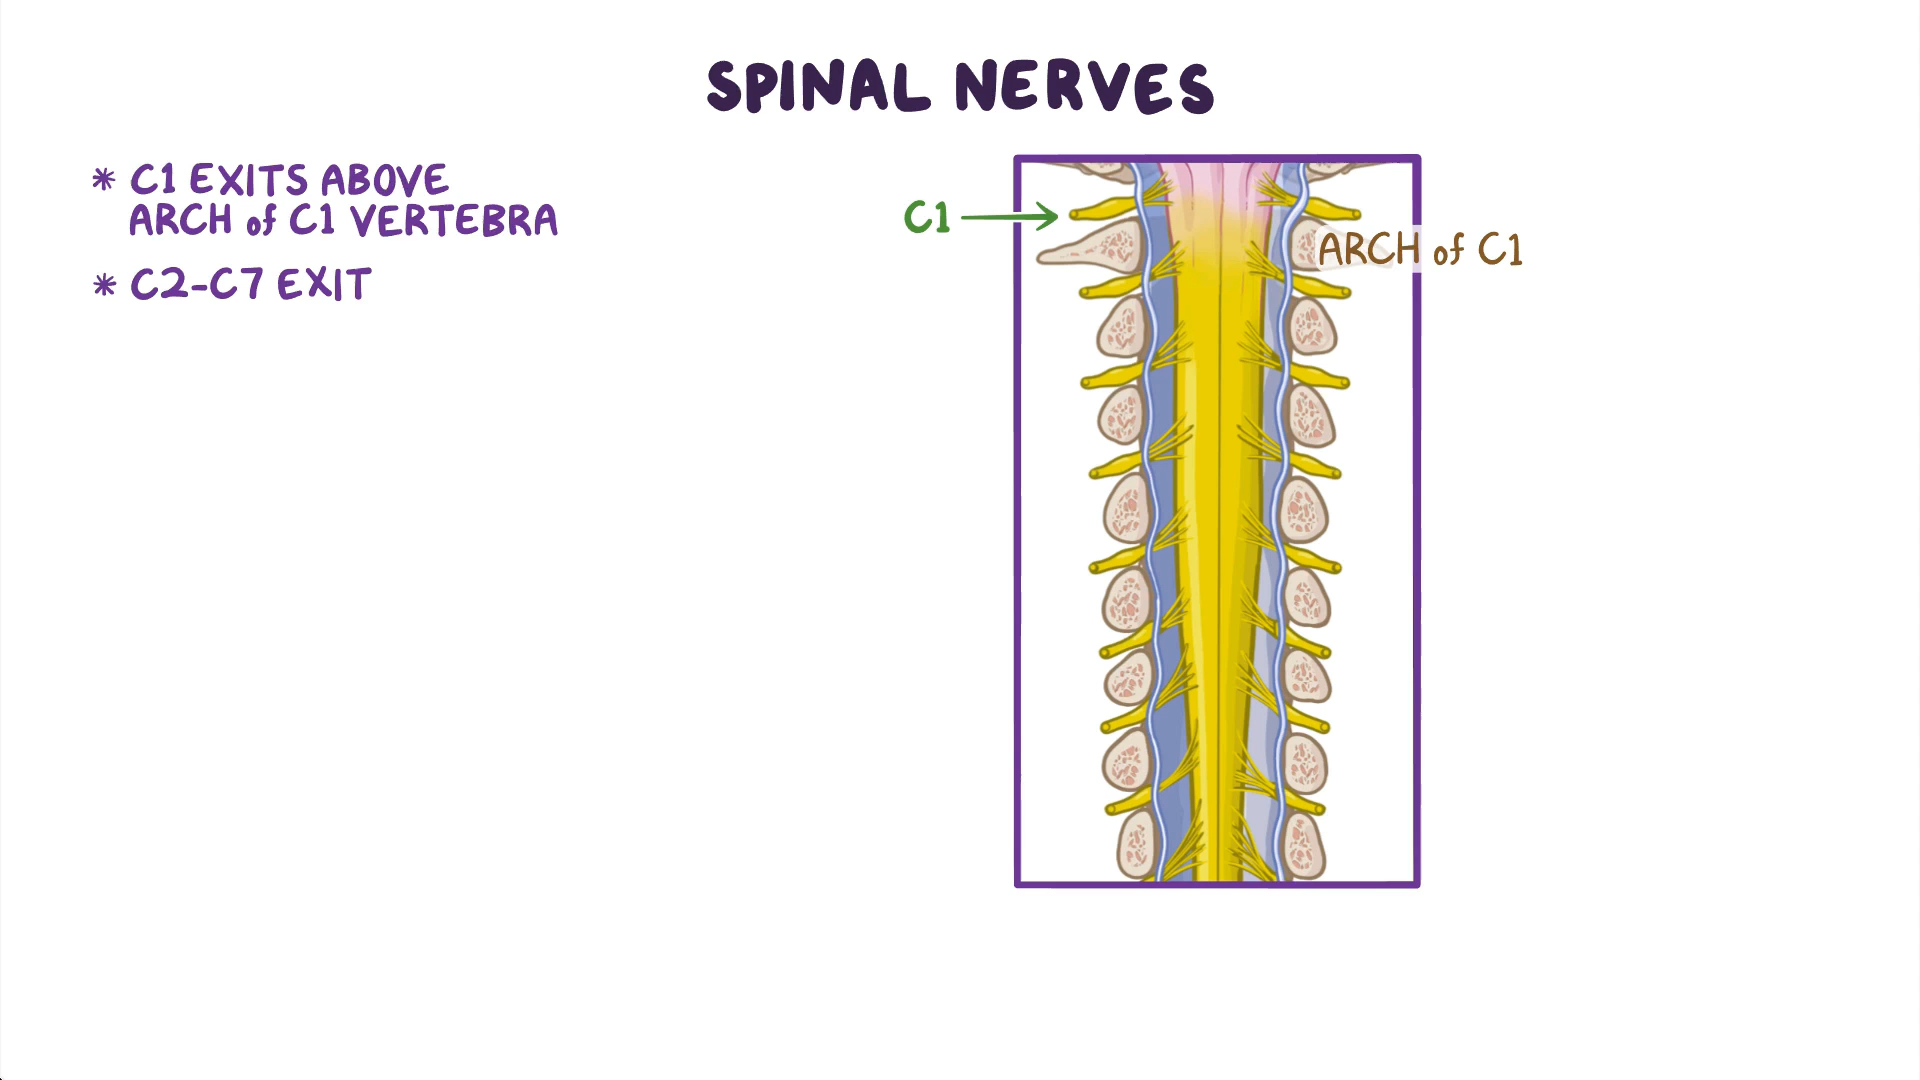 SPINAL NERVES
* C1 EXITS ABOVE
ARCH of C1 VERTEBRA
* C2-C7 EXIT
C1
ARCH of C1